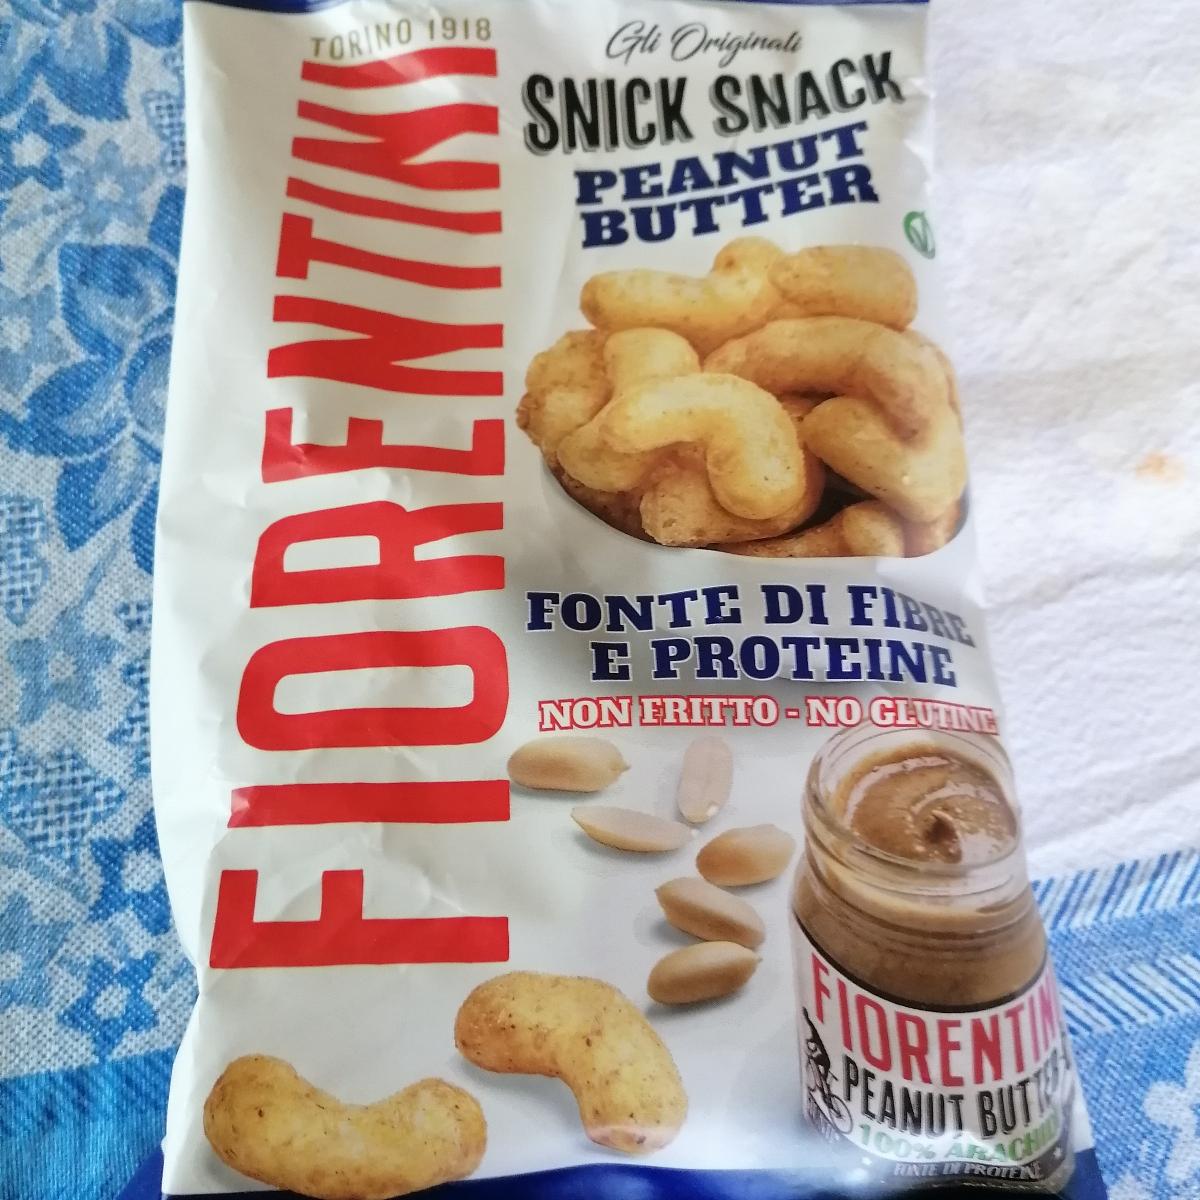 TORINO 1918
FIORENTINI
Gli Originali
SNICK SNACK
PEANUT
BUTTER
FONTE DI FIBRE
E PROTEINE
NON FRITTO - NO GLUTINE
FIORENTINI
PEANUT BUTTER
100% ARACHIDI
FONTE DI PROTEINE